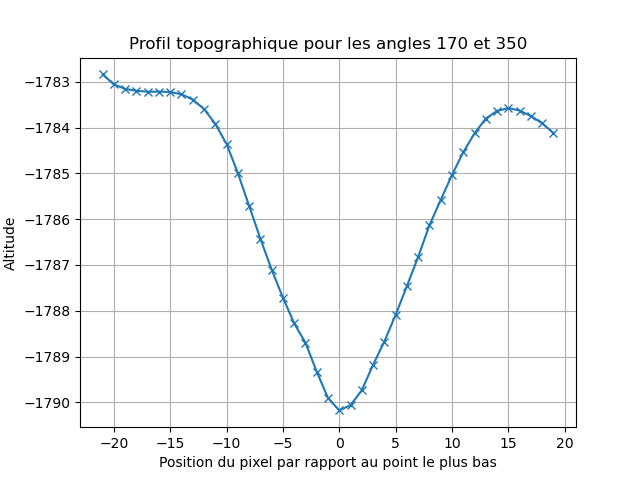 Profil topographique pour les angles 170 et 350
Altitude
−1783
−1784
−1785
−1786
−1787
−1788
−1789
−1790
−20 −15 −10 −5 0 5 10 15 20
Position du pixel par rapport au point le plus bas